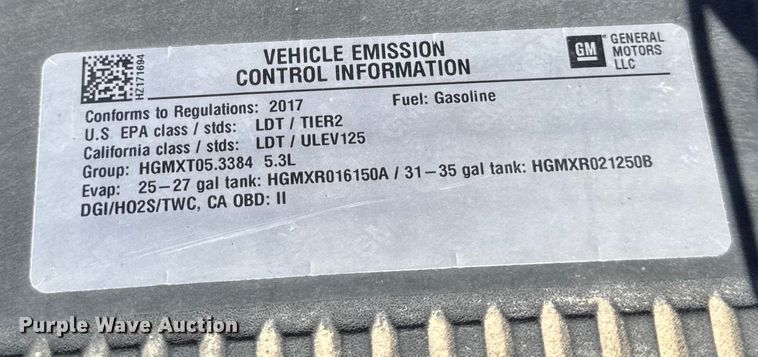 HZ171694
VEHICLE EMISSION
CONTROL INFORMATION
GM
GENERAL
MOTORS
LLC
Conforms to Regulations: 2017 Fuel: Gasoline
U.S EPA class / stds: LDT / TIER2
California class / stds: LDT / ULEV125
Group: HGMXT05.3384 5.3L
Evap: 25-27 gal tank: HGMXR016150A / 31-35 gal tank: HGMXR021250B
DGI/HO2S/TWC, CA OBD: II
Purple Wave Auction